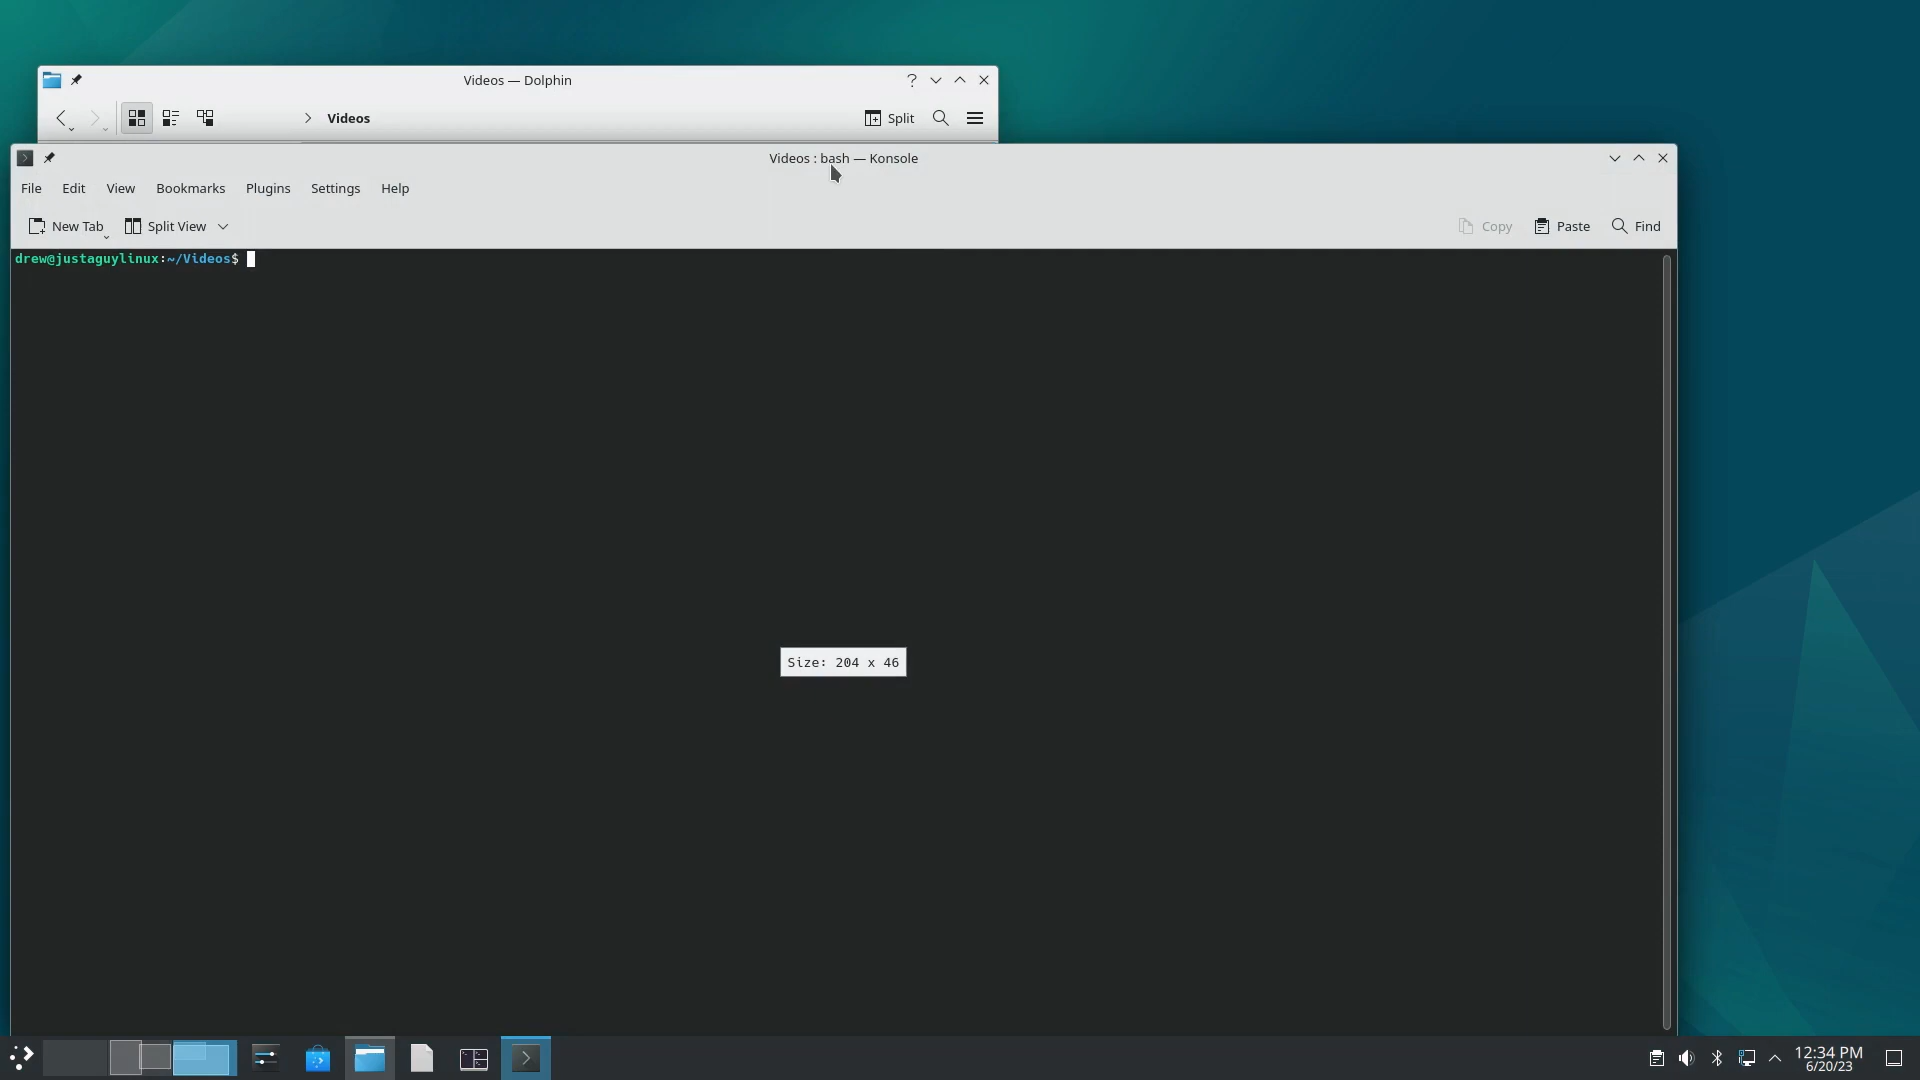 Videos — Dolphin
Videos
Split
Videos : bash — Konsole
File Edit View Bookmarks Plugins Settings Help
New Tab Split View Copy Paste Find
drew@justaguylinux:~/Videos$
Size: 204 x 46
12:34 PM
6/20/23